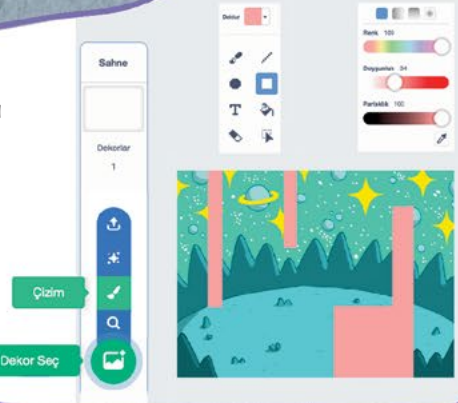 Dekor
Renk 100
Doygunluk 34
Parlaklık 100
Sahne
Dekorlar
1
T
Çizim
Dekor Seç